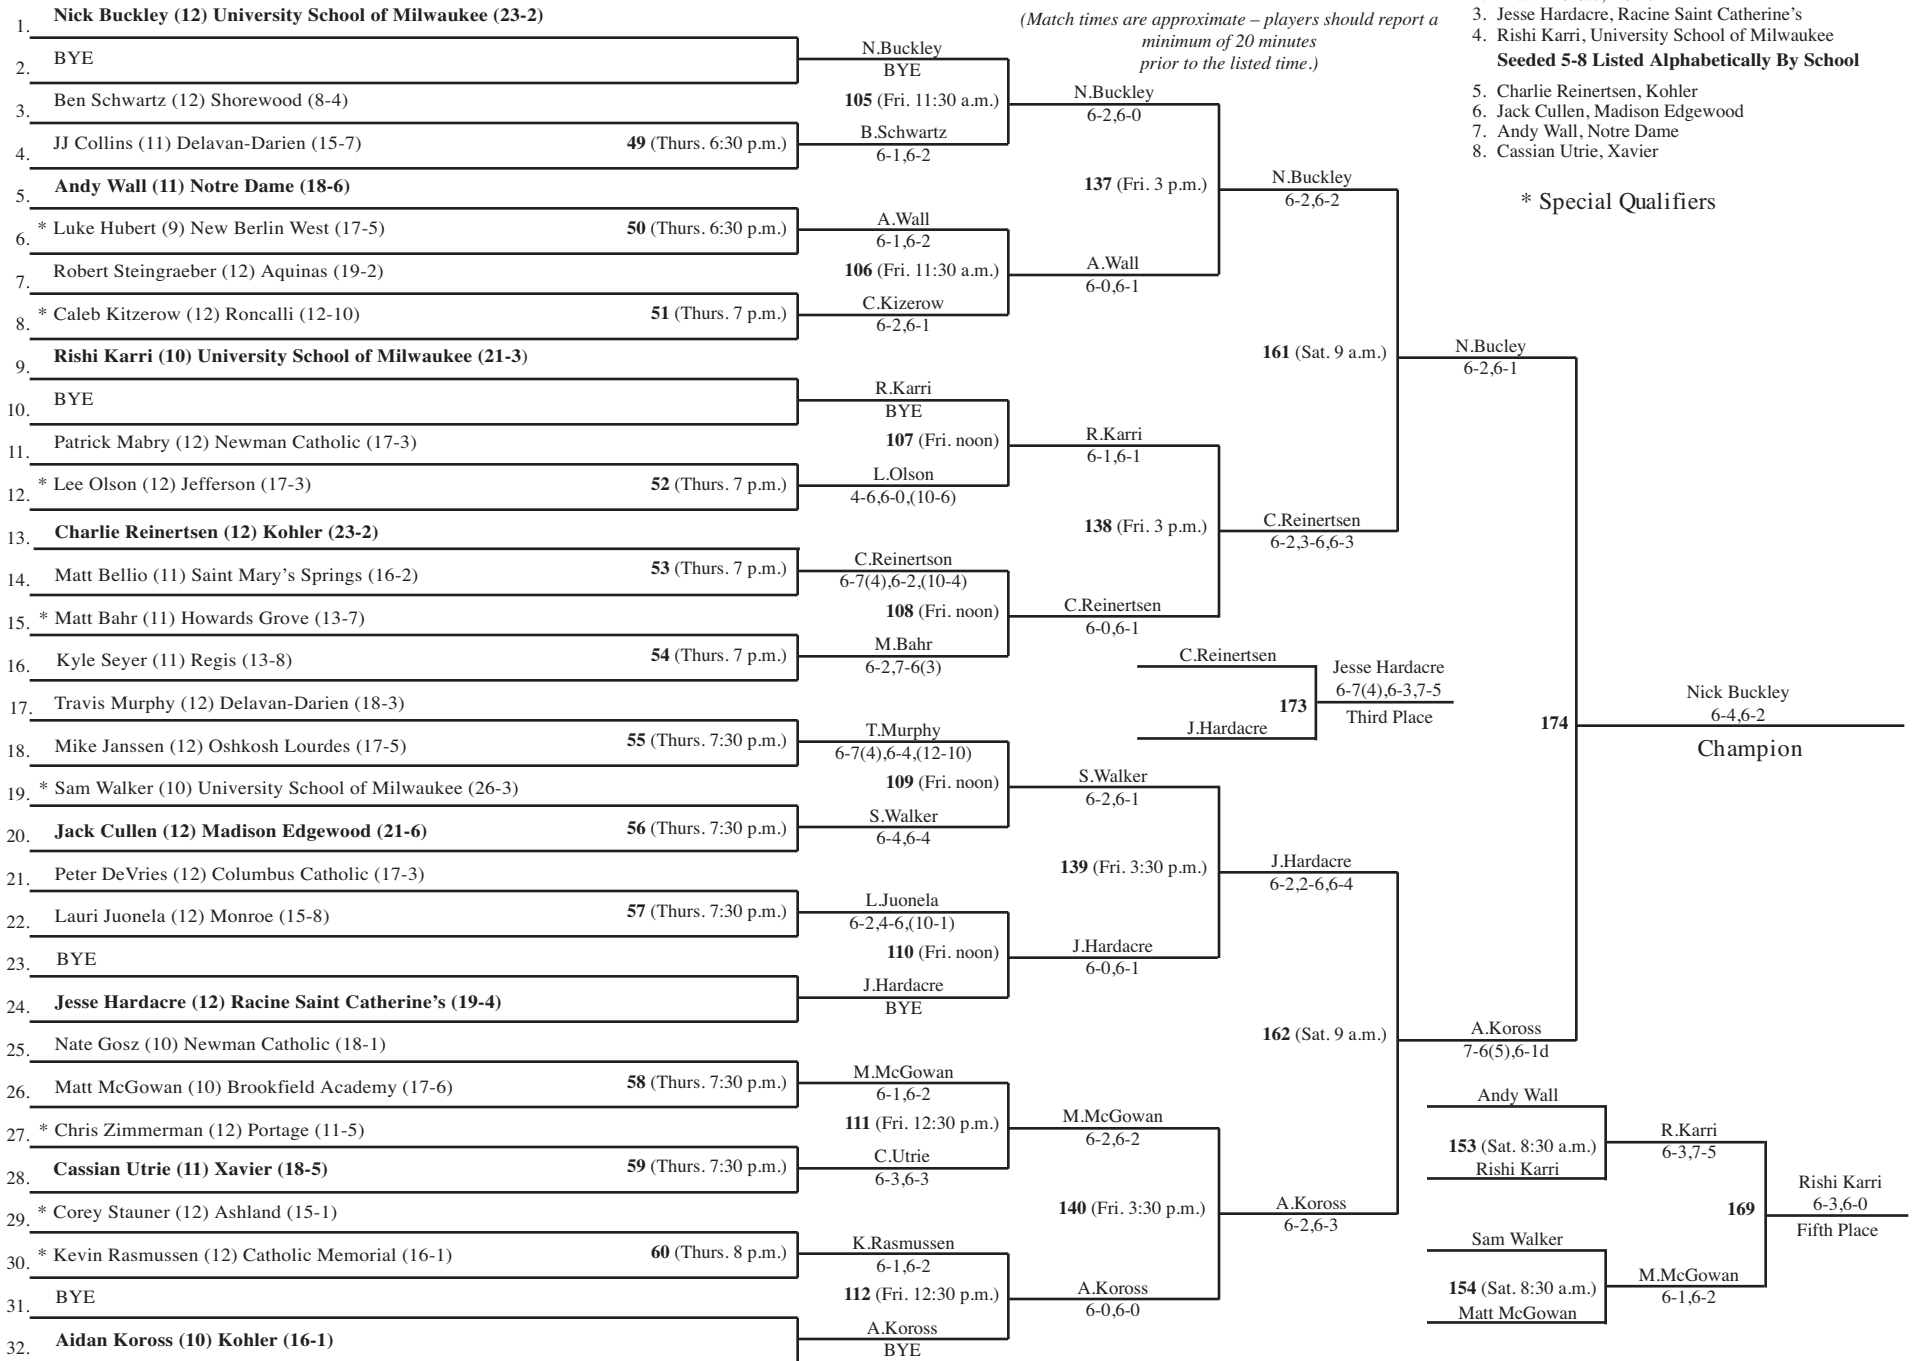 1. Nick Buckley (12) University School of Milwaukee (23-2)
2. BYE
3. Ben Schwartz (12) Shorewood (8-4)
4. JJ Collins (11) Delavan-Darien (15-7)
49 (Thurs. 6:30 p.m.)
5. Andy Wall (11) Notre Dame (18-6)
6. * Luke Hubert (9) New Berlin West (17-5)
50 (Thurs. 6:30 p.m.)
7. Robert Steingraeber (12) Aquinas (19-2)
8. * Caleb Kitzerow (12) Roncalli (12-10)
51 (Thurs. 7 p.m.)
9. Rishi Karri (10) University School of Milwaukee (21-3)
10. BYE
11. Patrick Mabry (12) Newman Catholic (17-3)
12. * Lee Olson (12) Jefferson (17-3)
52 (Thurs. 7 p.m.)
13. Charlie Reinertsen (12) Kohler (23-2)
14. Matt Bellio (11) Saint Mary's Springs (16-2)
53 (Thurs. 7 p.m.)
15. * Matt Bahr (11) Howards Grove (13-7)
16. Kyle Seyer (11) Regis (13-8)
54 (Thurs. 7 p.m.)
17. Travis Murphy (12) Delavan-Darien (18-3)
18. Mike Janssen (12) Oshkosh Lourdes (17-5)
55 (Thurs. 7:30 p.m.)
19. * Sam Walker (10) University School of Milwaukee (26-3)
20. Jack Cullen (12) Madison Edgewood (21-6)
56 (Thurs. 7:30 p.m.)
21. Peter DeVries (12) Columbus Catholic (17-3)
22. Lauri Juonela (12) Monroe (15-8)
57 (Thurs. 7:30 p.m.)
23. BYE
24. Jesse Hardacre (12) Racine Saint Catherine's (19-4)
25. Nate Gosz (10) Newman Catholic (18-1)
26. Matt McGowan (10) Brookfield Academy (17-6)
58 (Thurs. 7:30 p.m.)
27. * Chris Zimmerman (12) Portage (11-5)
28. Cassian Utrie (11) Xavier (18-5)
59 (Thurs. 7:30 p.m.)
29. * Corey Stauner (12) Ashland (15-1)
30. * Kevin Rasmussen (12) Catholic Memorial (16-1)
60 (Thurs. 8 p.m.)
31. BYE
32. Aidan Koross (10) Kohler (16-1)
N.Buckley
BYE
105 (Fri. 11:30 a.m.)
B.Schwartz
6-1,6-2
A.Wall
6-1,6-2
106 (Fri. 11:30 a.m.)
C.Kizerow
6-2,6-1
R.Karri
BYE
107 (Fri. noon)
L.Olson
4-6,6-0,(10-6)
C.Reinertson
6-7(4),6-2,(10-4)
108 (Fri. noon)
M.Bahr
6-2,7-6(3)
T.Murphy
6-7(4),6-4,(12-10)
109 (Fri. noon)
S.Walker
6-4,6-4
L.Juonela
6-2,4-6,(10-1)
110 (Fri. noon)
J.Hardacre
BYE
M.McGowan
6-1,6-2
111 (Fri. 12:30 p.m.)
C.Utrie
6-3,6-3
K.Rasmussen
6-1,6-2
112 (Fri. 12:30 p.m.)
A.Koross
BYE
(Match times are approximate – players should report a
minimum of 20 minutes
prior to the listed time.)
N.Buckley
6-2,6-0
137 (Fri. 3 p.m.)
A.Wall
6-0,6-1
R.Karri
6-1,6-1
138 (Fri. 3 p.m.)
C.Reinertsen
6-0,6-1
S.Walker
6-2,6-1
139 (Fri. 3:30 p.m.)
J.Hardacre
6-0,6-1
M.McGowan
6-2,6-2
140 (Fri. 3:30 p.m.)
A.Koross
6-0,6-0
N.Buckley
6-2,6-2
161 (Sat. 9 a.m.)
C.Reinertsen
6-2,3-6,6-3
J.Hardacre
6-2,2-6,6-4
162 (Sat. 9 a.m.)
A.Koross
6-2,6-3
N.Bucley
6-2,6-1
174
A.Koross
7-6(5),6-1d
Nick Buckley
6-4,6-2
Champion
C.Reinertsen
173
J.Hardacre
Jesse Hardacre
6-7(4),6-3,7-5
Third Place
Andy Wall
153 (Sat. 8:30 a.m.)
Rishi Karri
R.Karri
6-3,7-5
Sam Walker
154 (Sat. 8:30 a.m.)
Matt McGowan
M.McGowan
6-1,6-2
169
Rishi Karri
6-3,6-0
Fifth Place
3. Jesse Hardacre, Racine Saint Catherine's
4. Rishi Karri, University School of Milwaukee
Seeded 5-8 Listed Alphabetically By School
5. Charlie Reinertsen, Kohler
6. Jack Cullen, Madison Edgewood
7. Andy Wall, Notre Dame
8. Cassian Utrie, Xavier
* Special Qualifiers